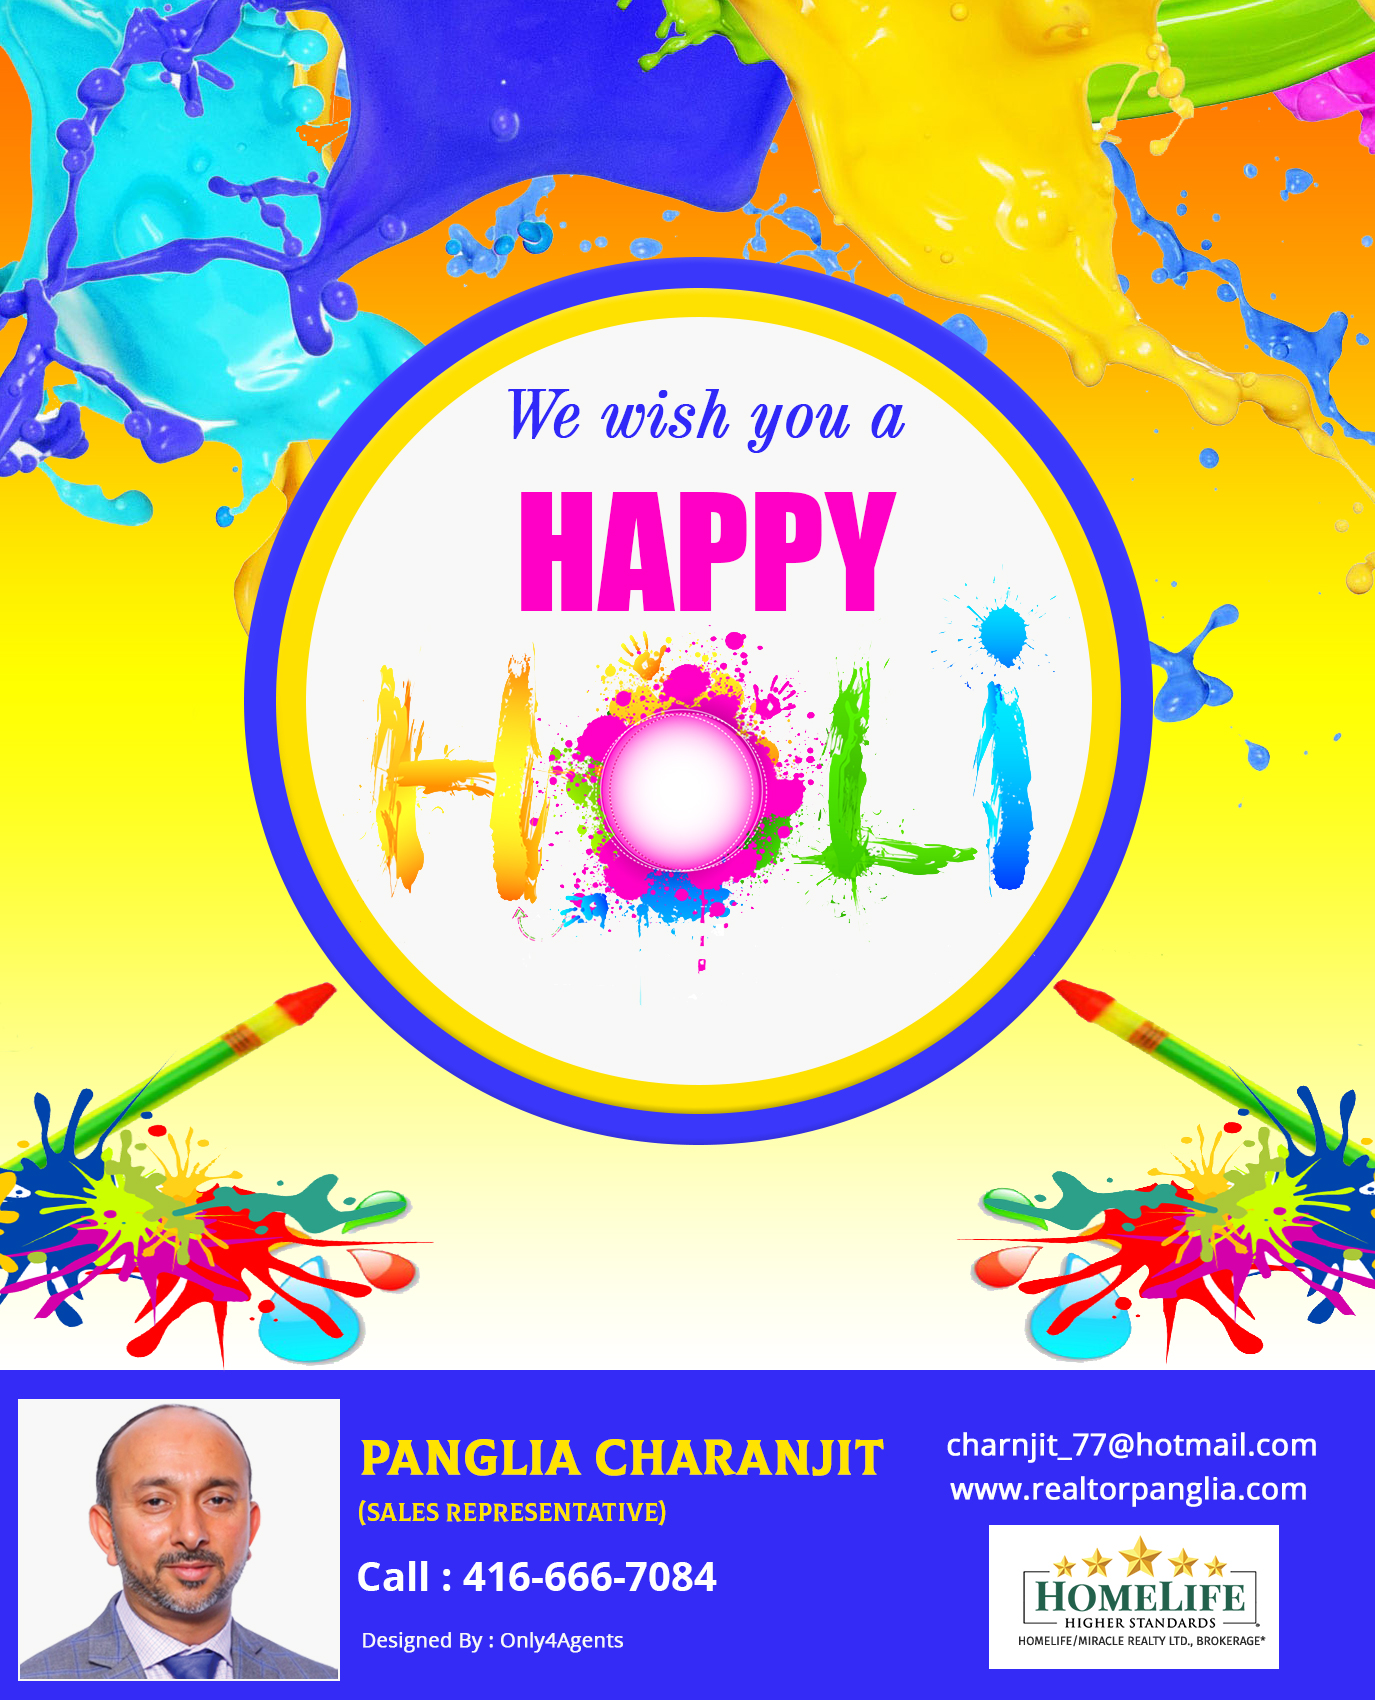 We wish you a
HAPPY
HOLi
PANGLIA CHARANJIT
(SALES REPRESENTATIVE)
Call : 416-666-7084
Designed By : Only4Agents
charnjit_77@hotmail.com
www.realtorpanglia.com
HOMELIFE
HIGHER STANDARDS
HOMELIFE/MIRACLE REALTY LTD., BROKERAGE*